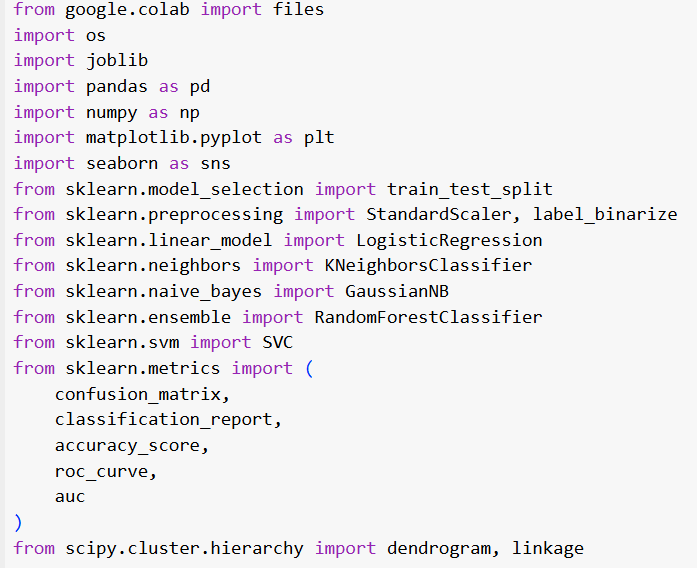 from google.colab import files
import os
import joblib
import pandas as pd
import numpy as np
import matplotlib.pyplot as plt
import seaborn as sns
from sklearn.model_selection import train_test_split
from sklearn.preprocessing import StandardScaler, label_binarize
from sklearn.linear_model import LogisticRegression
from sklearn.neighbors import KNeighborsClassifier
from sklearn.naive_bayes import GaussianNB
from sklearn.ensemble import RandomForestClassifier
from sklearn.svm import SVC
from sklearn.metrics import (
    confusion_matrix,
    classification_report,
    accuracy_score,
    roc_curve,
    auc
)
from scipy.cluster.hierarchy import dendrogram, linkage